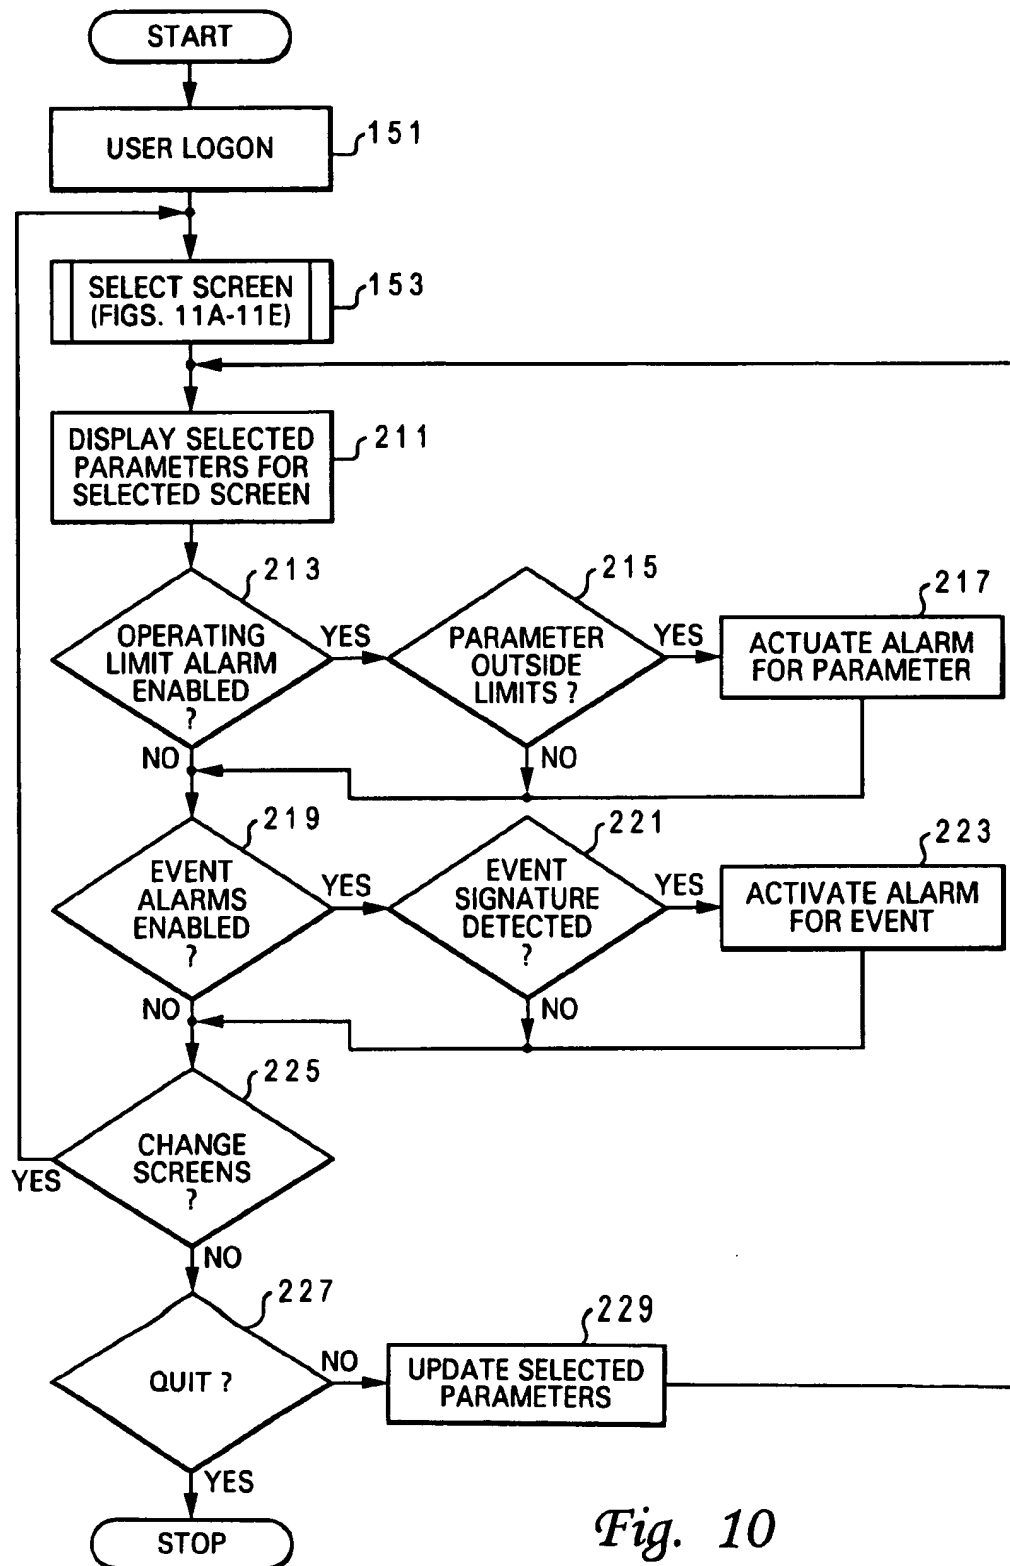 START
USER LOGON
151
SELECT SCREEN
(FIGS. 11A-11E)
153
DISPLAY SELECTED
PARAMETERS FOR
SELECTED SCREEN
211
213
OPERATING
LIMIT ALARM
ENABLED
?
YES
NO
215
PARAMETER
OUTSIDE
LIMITS ?
YES
NO
217
ACTUATE ALARM
FOR PARAMETER
219
EVENT
ALARMS
ENABLED
?
YES
NO
221
EVENT
SIGNATURE
DETECTED
?
YES
NO
223
ACTIVATE ALARM
FOR EVENT
225
CHANGE
SCREENS
?
YES
NO
227
QUIT ?
NO
YES
229
UPDATE SELECTED
PARAMETERS
STOP
Fig. 10